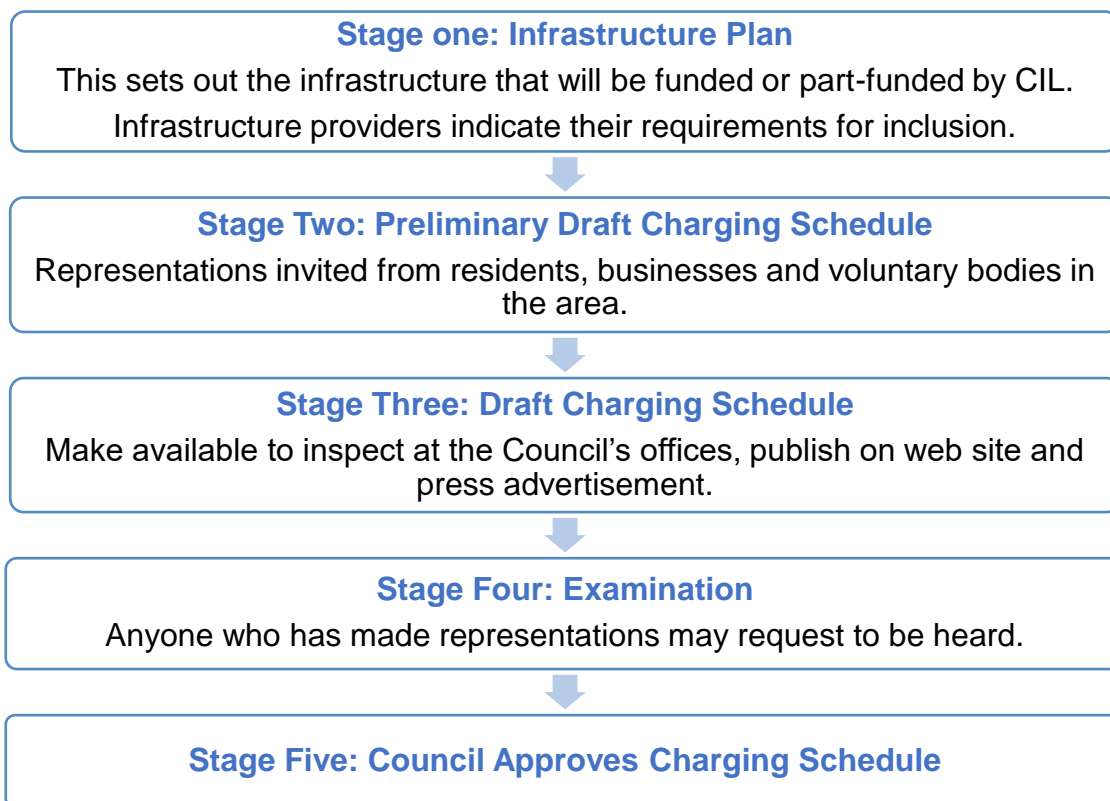 Stage one: Infrastructure Plan
This sets out the infrastructure that will be funded or part-funded by CIL.
Infrastructure providers indicate their requirements for inclusion.
Stage Two: Preliminary Draft Charging Schedule
Representations invited from residents, businesses and voluntary bodies in
the area.
Stage Three: Draft Charging Schedule
Make available to inspect at the Council's offices, publish on web site and
press advertisement.
Stage Four: Examination
Anyone who has made representations may request to be heard.
Stage Five: Council Approves Charging Schedule